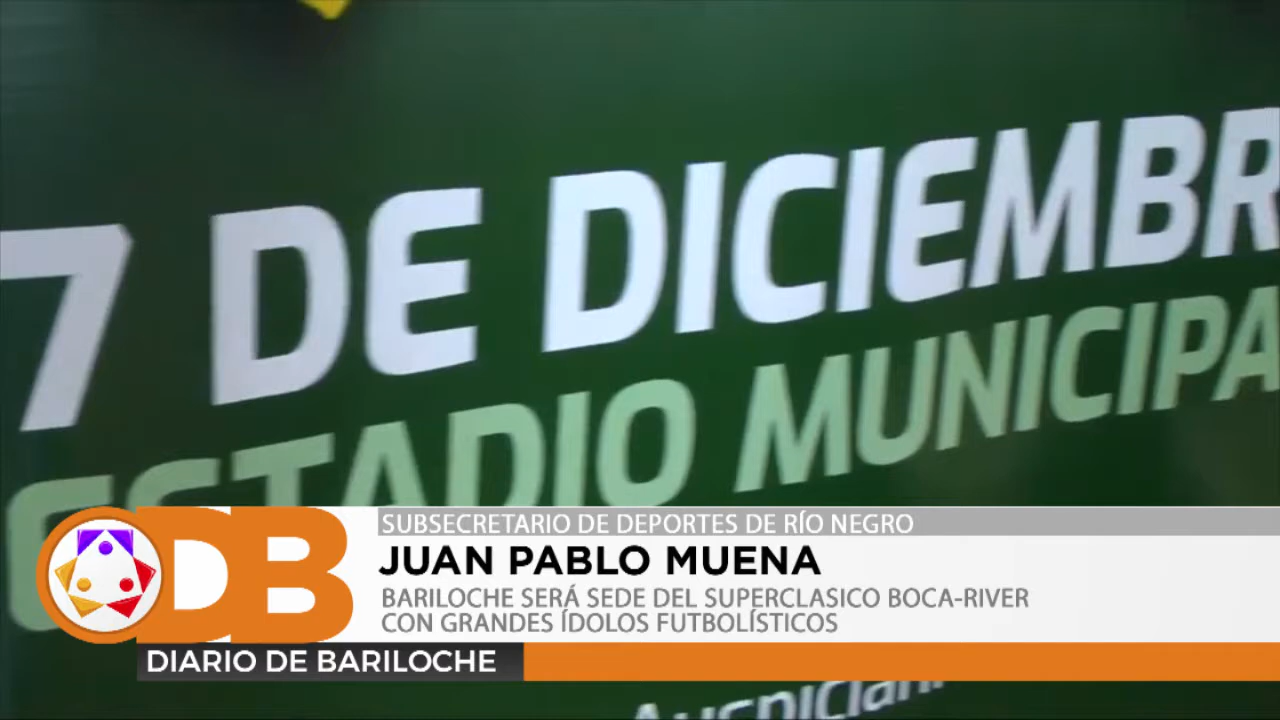 7 DE DICIEMBR
ESTADIO MUNICIPA
SUBSECRETARIO DE DEPORTES DE RÍO NEGRO
DB
JUAN PABLO MUENA
BARILOCHE SERÁ SEDE DEL SUPERCLASICO BOCA-RIVER
CON GRANDES ÍDOLOS FUTBOLÍSTICOS
DIARIO DE BARILOCHE